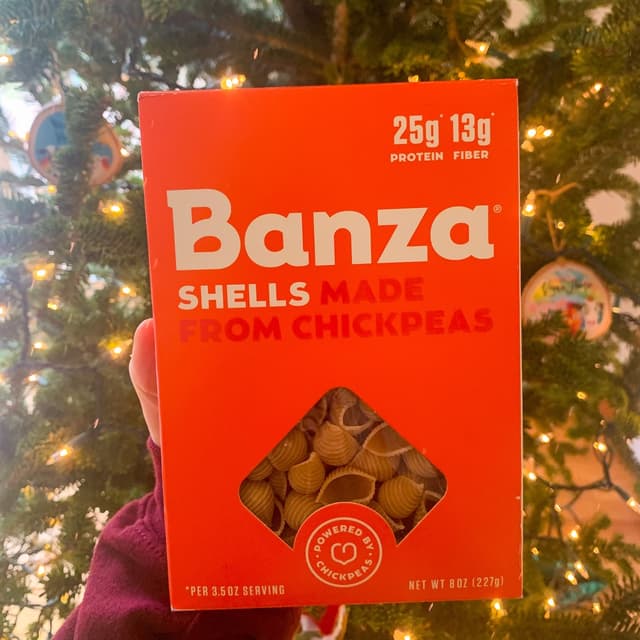 25g* 13g*
PROTEIN FIBER
Banza®
SHELLS MADE
FROM CHICKPEAS
POWERED BY
CHICKPEAS
*PER 3.5OZ SERVING
NET WT 8OZ (227g)